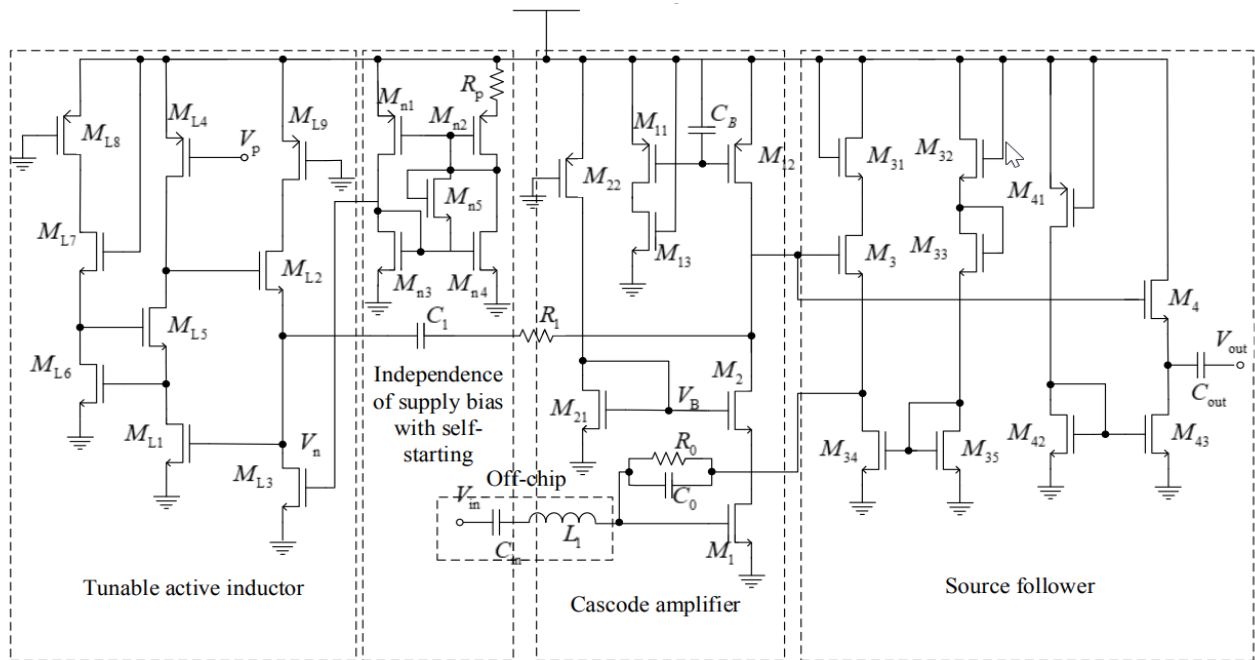 M_L8
M_L4
V_p
M_L9
M_L7
M_L2
M_L5
M_L6
M_L1
V_n
M_L3
Tunable active inductor
M_n1
M_n2
R_p
M_n5
M_n3
M_n4
C_1
R_1
Independence
of supply bias
with self-
starting
Off-chip
V_in
C_in
L_1
M_22
M_11
C_B
M_12
M_13
M_21
V_B
M_2
R_0
C_0
M_1
Cascode amplifier
M_31
M_32
M_41
M_3
M_33
M_4
V_out
C_out
M_34
M_35
M_42
M_43
Source follower